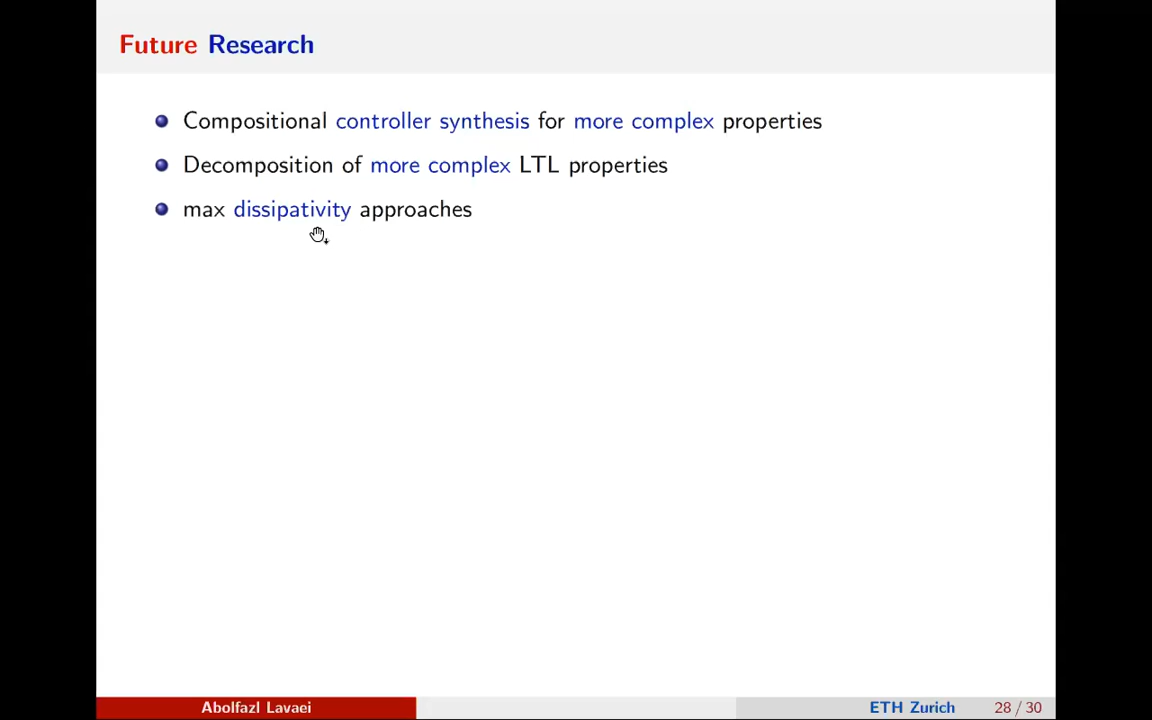 Future Research
Compositional controller synthesis for more complex properties
Decomposition of more complex LTL properties
max dissipativity approaches
Abolfazl Lavaei
ETH Zurich
28 / 30